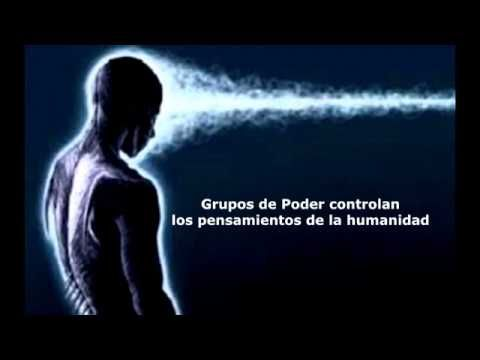 Grupos de Poder controlan
los pensamientos de la humanidad